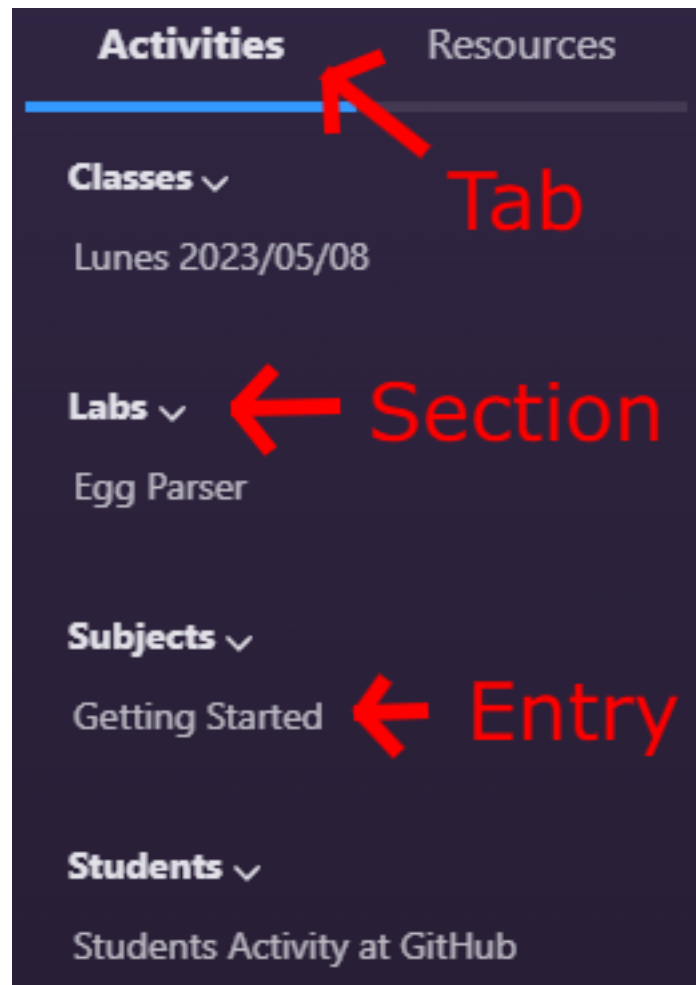 Activities Resources
Tab
Classes
Lunes 2023/05/08
Labs
Section
Egg Parser
Subjects
Getting Started
Entry
Students
Students Activity at GitHub